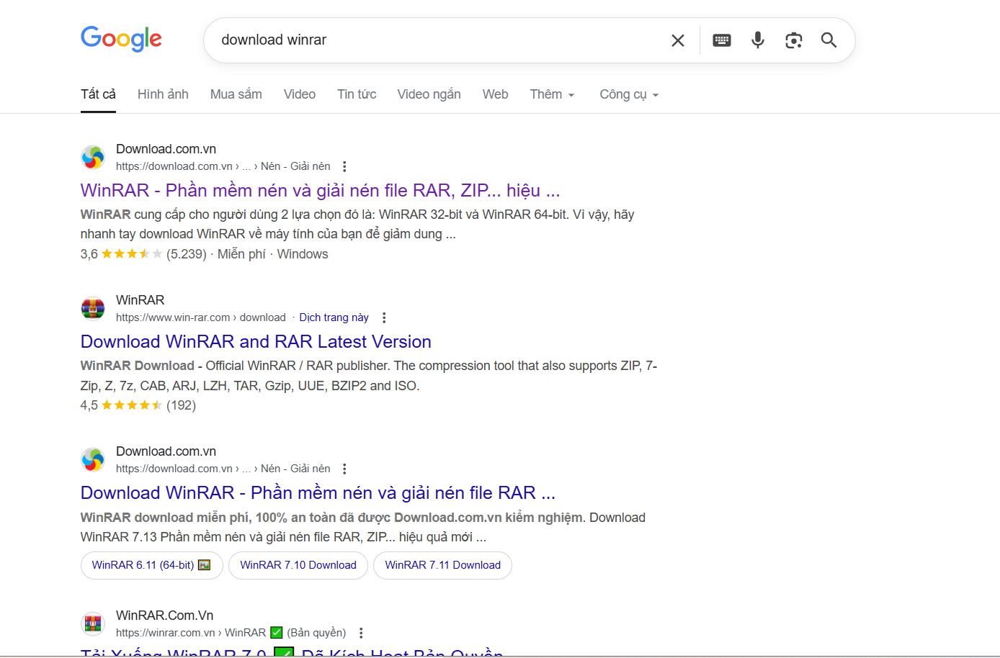 Google
download winrar
Tất cả Hình ảnh Mua sắm Video Tin tức Video ngắn Web Thêm Công cụ
Download.com.vn
https://download.com.vn › ... › Nén - Giải nén
WinRAR - Phần mềm nén và giải nén file RAR, ZIP... hiệu ...
WinRAR cung cấp cho người dùng 2 lựa chọn đó là: WinRAR 32-bit và WinRAR 64-bit. Vì vậy, hãy
nhanh tay download WinRAR về máy tính của bạn để giảm dung ...
3,6 (5.239) · Miễn phí · Windows
WinRAR
https://www.win-rar.com › download · Dịch trang này
Download WinRAR and RAR Latest Version
WinRAR Download - Official WinRAR / RAR publisher. The compression tool that also supports ZIP, 7-
Zip, Z, 7z, CAB, ARJ, LZH, TAR, Gzip, UUE, BZIP2 and ISO.
4,5 (192)
Download.com.vn
https://download.com.vn › ... › Nén - Giải nén
Download WinRAR - Phần mềm nén và giải nén file RAR ...
WinRAR download miễn phí, 100% an toàn đã được Download.com.vn kiểm nghiệm. Download
WinRAR 7.13 Phần mềm nén và giải nén file RAR, ZIP... hiệu quả mới ...
WinRAR 6.11 (64-bit) 🖼️ WinRAR 7.10 Download WinRAR 7.11 Download
WinRAR.Com.Vn
https://winrar.com.vn › WinRAR ✅ (Bản quyền)
Tải Xuống WinRAR 7.0 ✅ Đã Kích Hoạt Bản Quyền